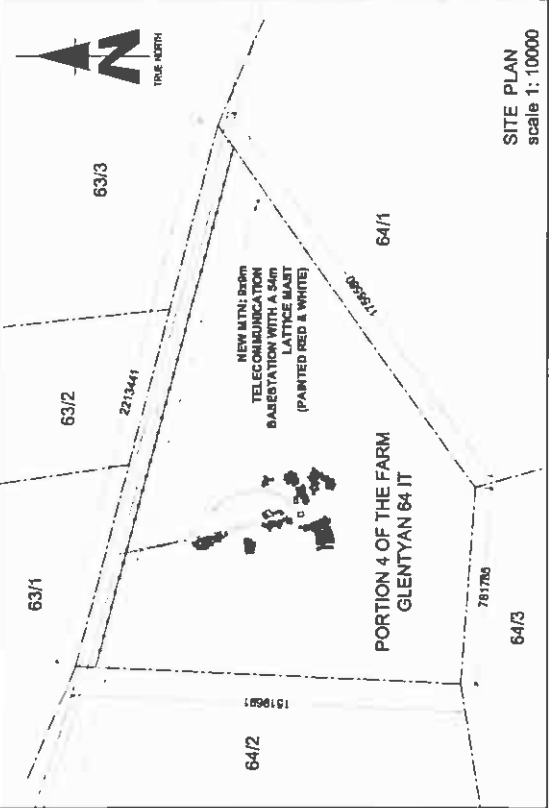 N
TRUE NORTH
63/3
63/2
63/1
2213441
NEW MTN: 9x9m
TELECOMMUNICATION
BASESTATION WITH A 54m
LATTICE MAST
(PAINTED RED & WHITE)
64/1
PORTION 4 OF THE FARM
GLENTYAN 64 IT
781785
64/3
64/2
SITE PLAN
scale 1: 10000